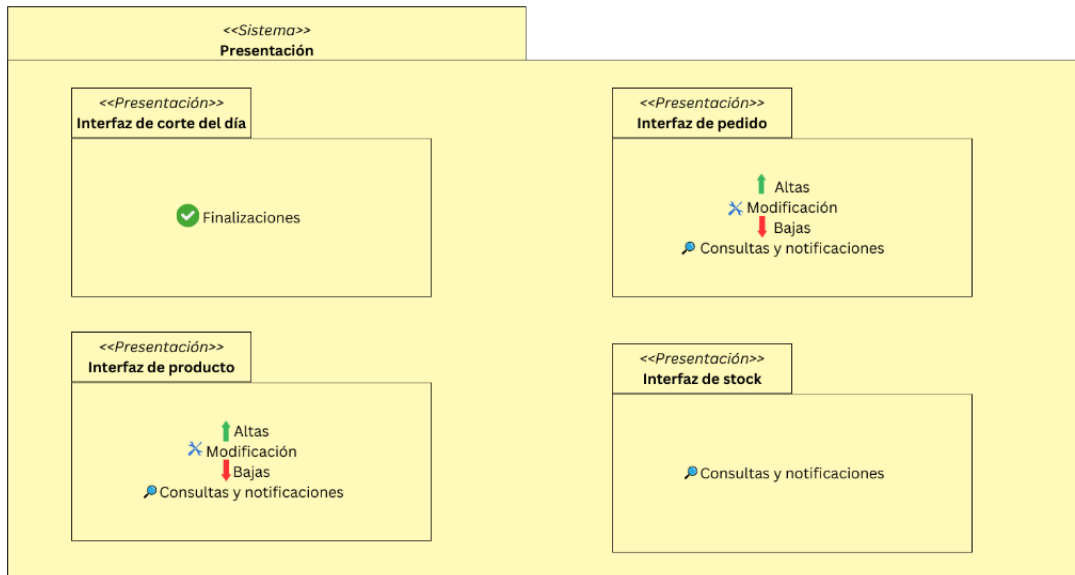 <<Sistema>>
Presentación
<<Presentación>>
Interfaz de corte del día
Finalizaciones
<<Presentación>>
Interfaz de pedido
Altas
Modificación
Bajas
Consultas y notificaciones
<<Presentación>>
Interfaz de producto
Altas
Modificación
Bajas
Consultas y notificaciones
<<Presentación>>
Interfaz de stock
Consultas y notificaciones